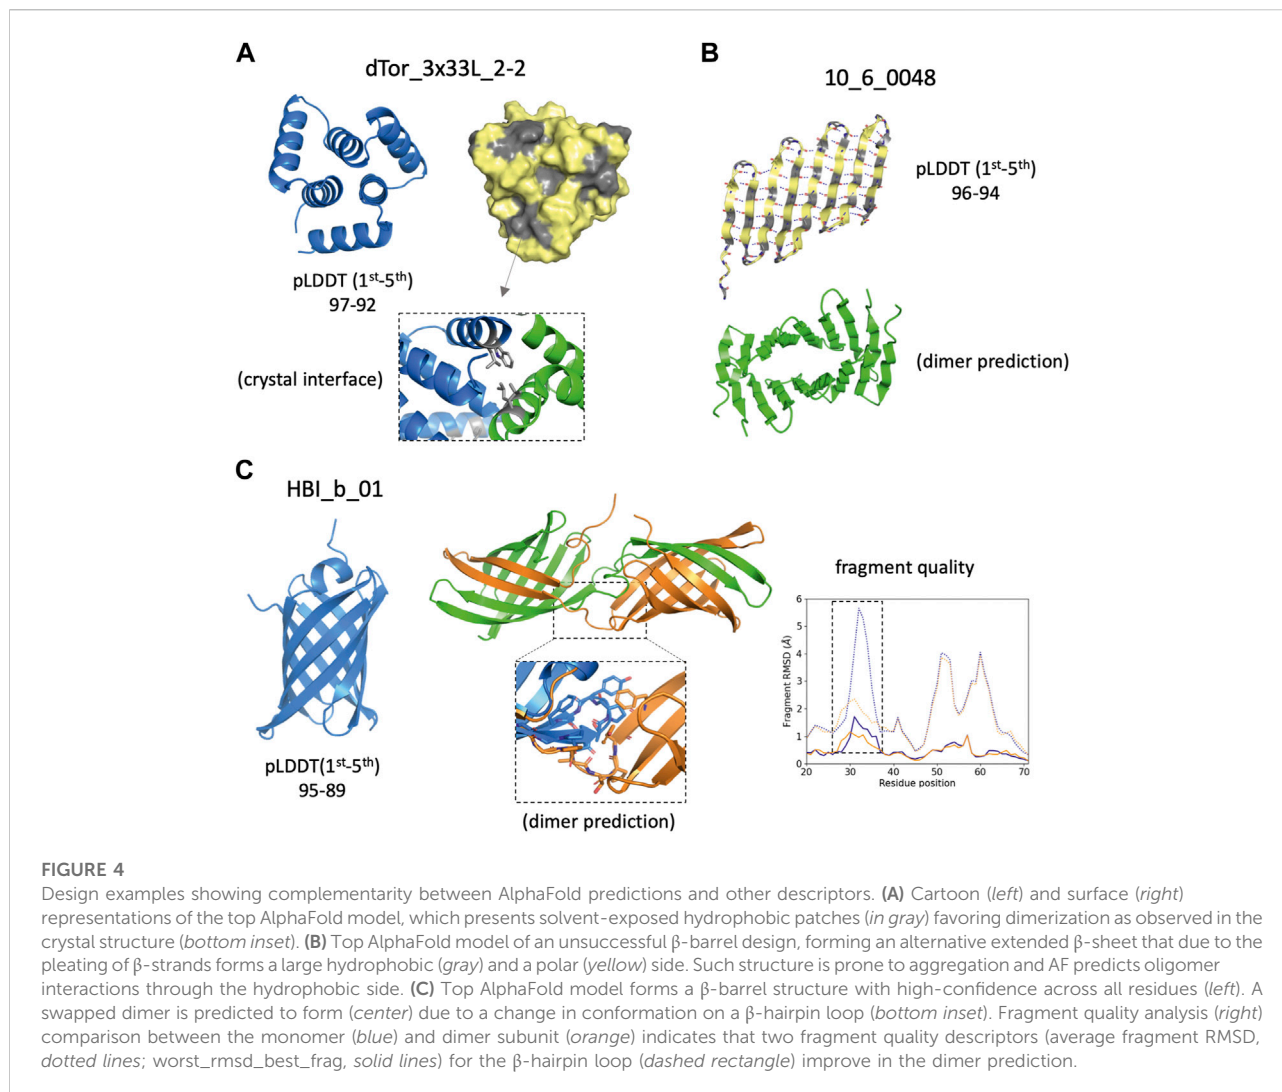 A
dTor_3x33L_2-2
pLDDT (1st-5th)
97-92
(crystal interface)
B
10_6_0048
pLDDT (1st-5th)
96-94
(dimer prediction)
C
HBI_b_01
pLDDT(1st-5th)
95-89
(dimer prediction)
fragment quality
Fragment RMSD (Å)
6
5
4
3
2
1
0
20 30 40 50 60 70
Residue position
FIGURE 4
Design examples showing complementarity between AlphaFold predictions and other descriptors. (A) Cartoon (left) and surface (right)
representations of the top AlphaFold model, which presents solvent-exposed hydrophobic patches (in gray) favoring dimerization as observed in the
crystal structure (bottom inset). (B) Top AlphaFold model of an unsuccessful β-barrel design, forming an alternative extended β-sheet that due to the
pleating of β-strands forms a large hydrophobic (gray) and a polar (yellow) side. Such structure is prone to aggregation and AF predicts oligomer
interactions through the hydrophobic side. (C) Top AlphaFold model forms a β-barrel structure with high-confidence across all residues (left). A
swapped dimer is predicted to form (center) due to a change in conformation on a β-hairpin loop (bottom inset). Fragment quality analysis (right)
comparison between the monomer (blue) and dimer subunit (orange) indicates that two fragment quality descriptors (average fragment RMSD,
dotted lines; worst_rmsd_best_frag, solid lines) for the β-hairpin loop (dashed rectangle) improve in the dimer prediction.